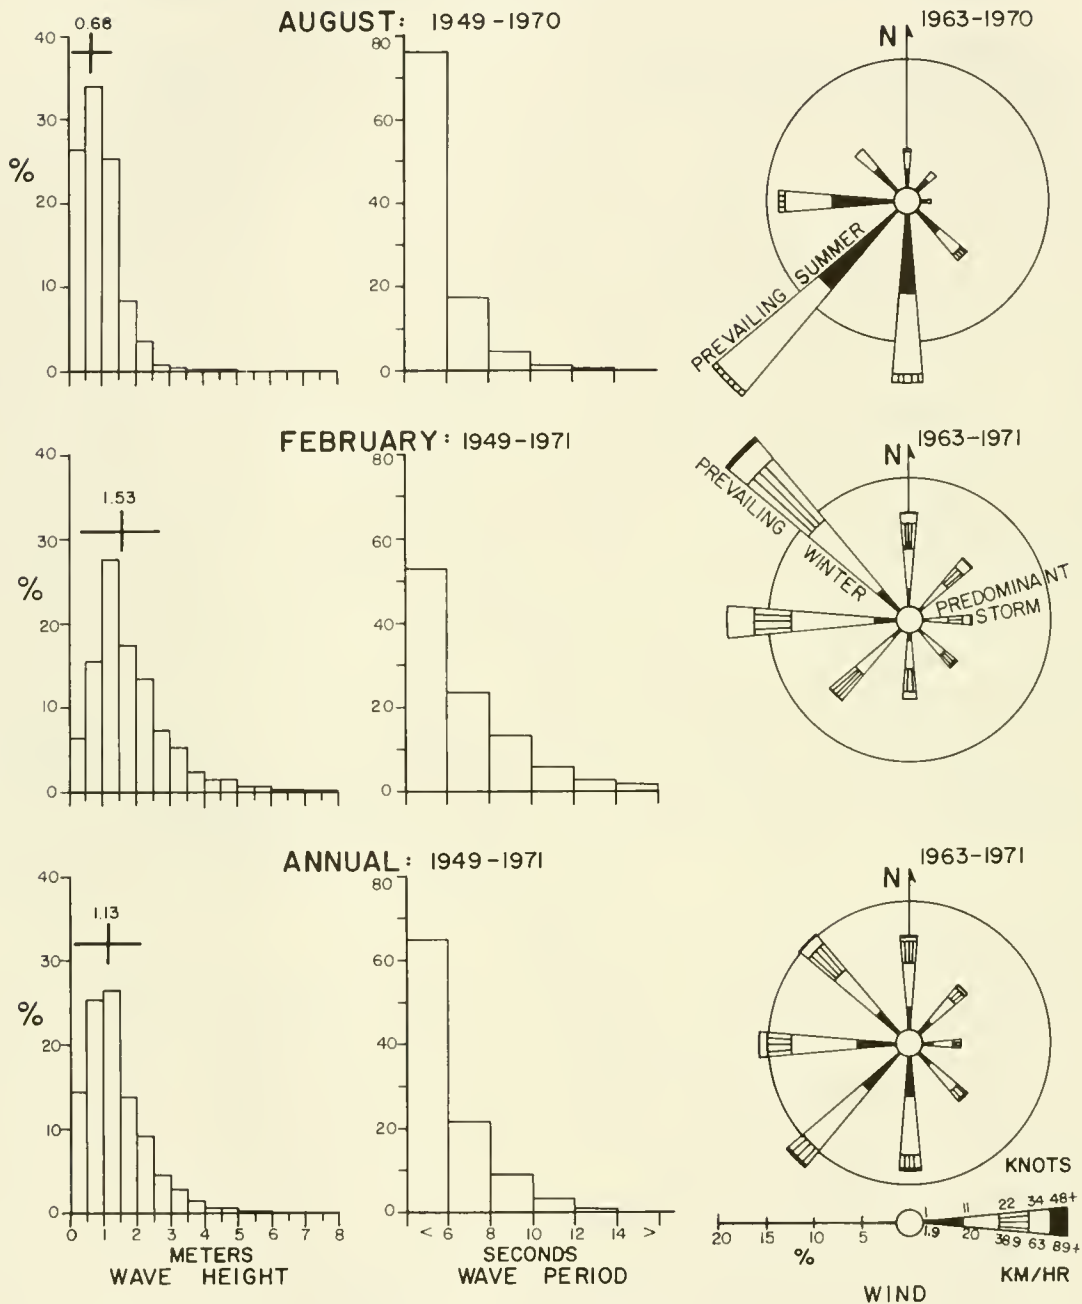 AUGUST: 1949-1970
1963-1970
0.68
N
40
30
%
20
10
0
80
60
40
20
0
PREVAILING SUMMER
FEBRUARY: 1949-1971
1963-1971
1.53
N
40
30
%
20
10
0
80
60
40
20
0
PREVAILING WINTER
PREDOMINANT STORM
ANNUAL: 1949-1971
1963-1971
1.13
N
40
30
%
20
10
0
80
60
40
20
0
0 1 2 3 4 5 6 7 8
METERS
WAVE HEIGHT
< 6 8 10 12 14 >
SECONDS
WAVE PERIOD
KNOTS
1 11 22 34 48+
20 15 10 5 1.9 20 38.9 63 89+
%
KM/HR
WIND